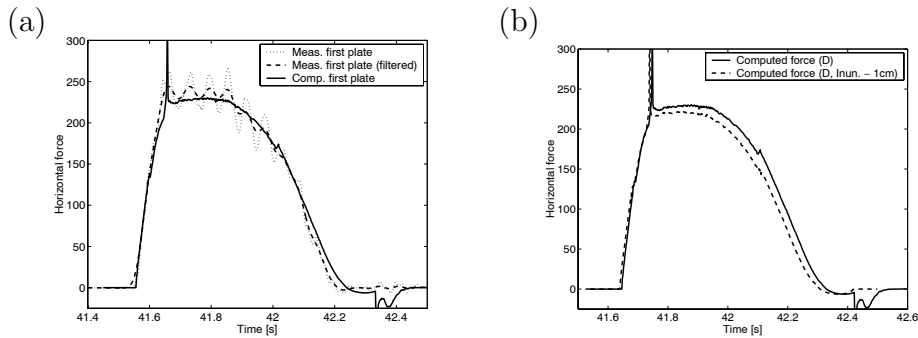 (a)
300
250
200
150
100
50
0
Horizontal force
41.4
41.6
41.8
42
42.2
42.4
Time [s]
Meas. first plate
Meas. first plate (filtered)
Comp. first plate
(b)
300
250
200
150
100
50
0
Horizontal force
41.6
41.8
42
42.2
42.4
42.6
Time [s]
Computed force (D)
Computed force (D, Inun. - 1cm)